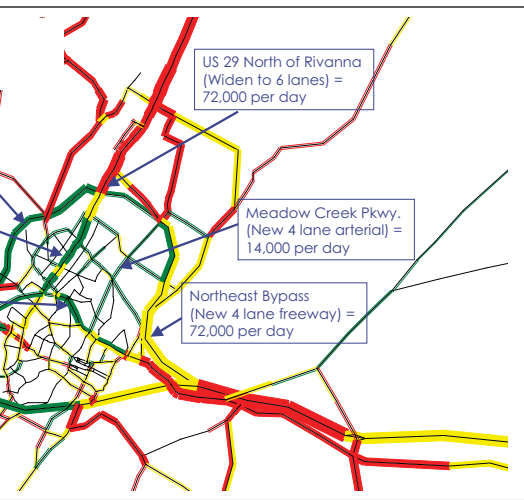 US 29 North of Rivanna
(Widen to 6 lanes) =
72,000 per day
Meadow Creek Pkwy.
(New 4 lane arterial) =
14,000 per day
Northeast Bypass
(New 4 lane freeway) =
72,000 per day